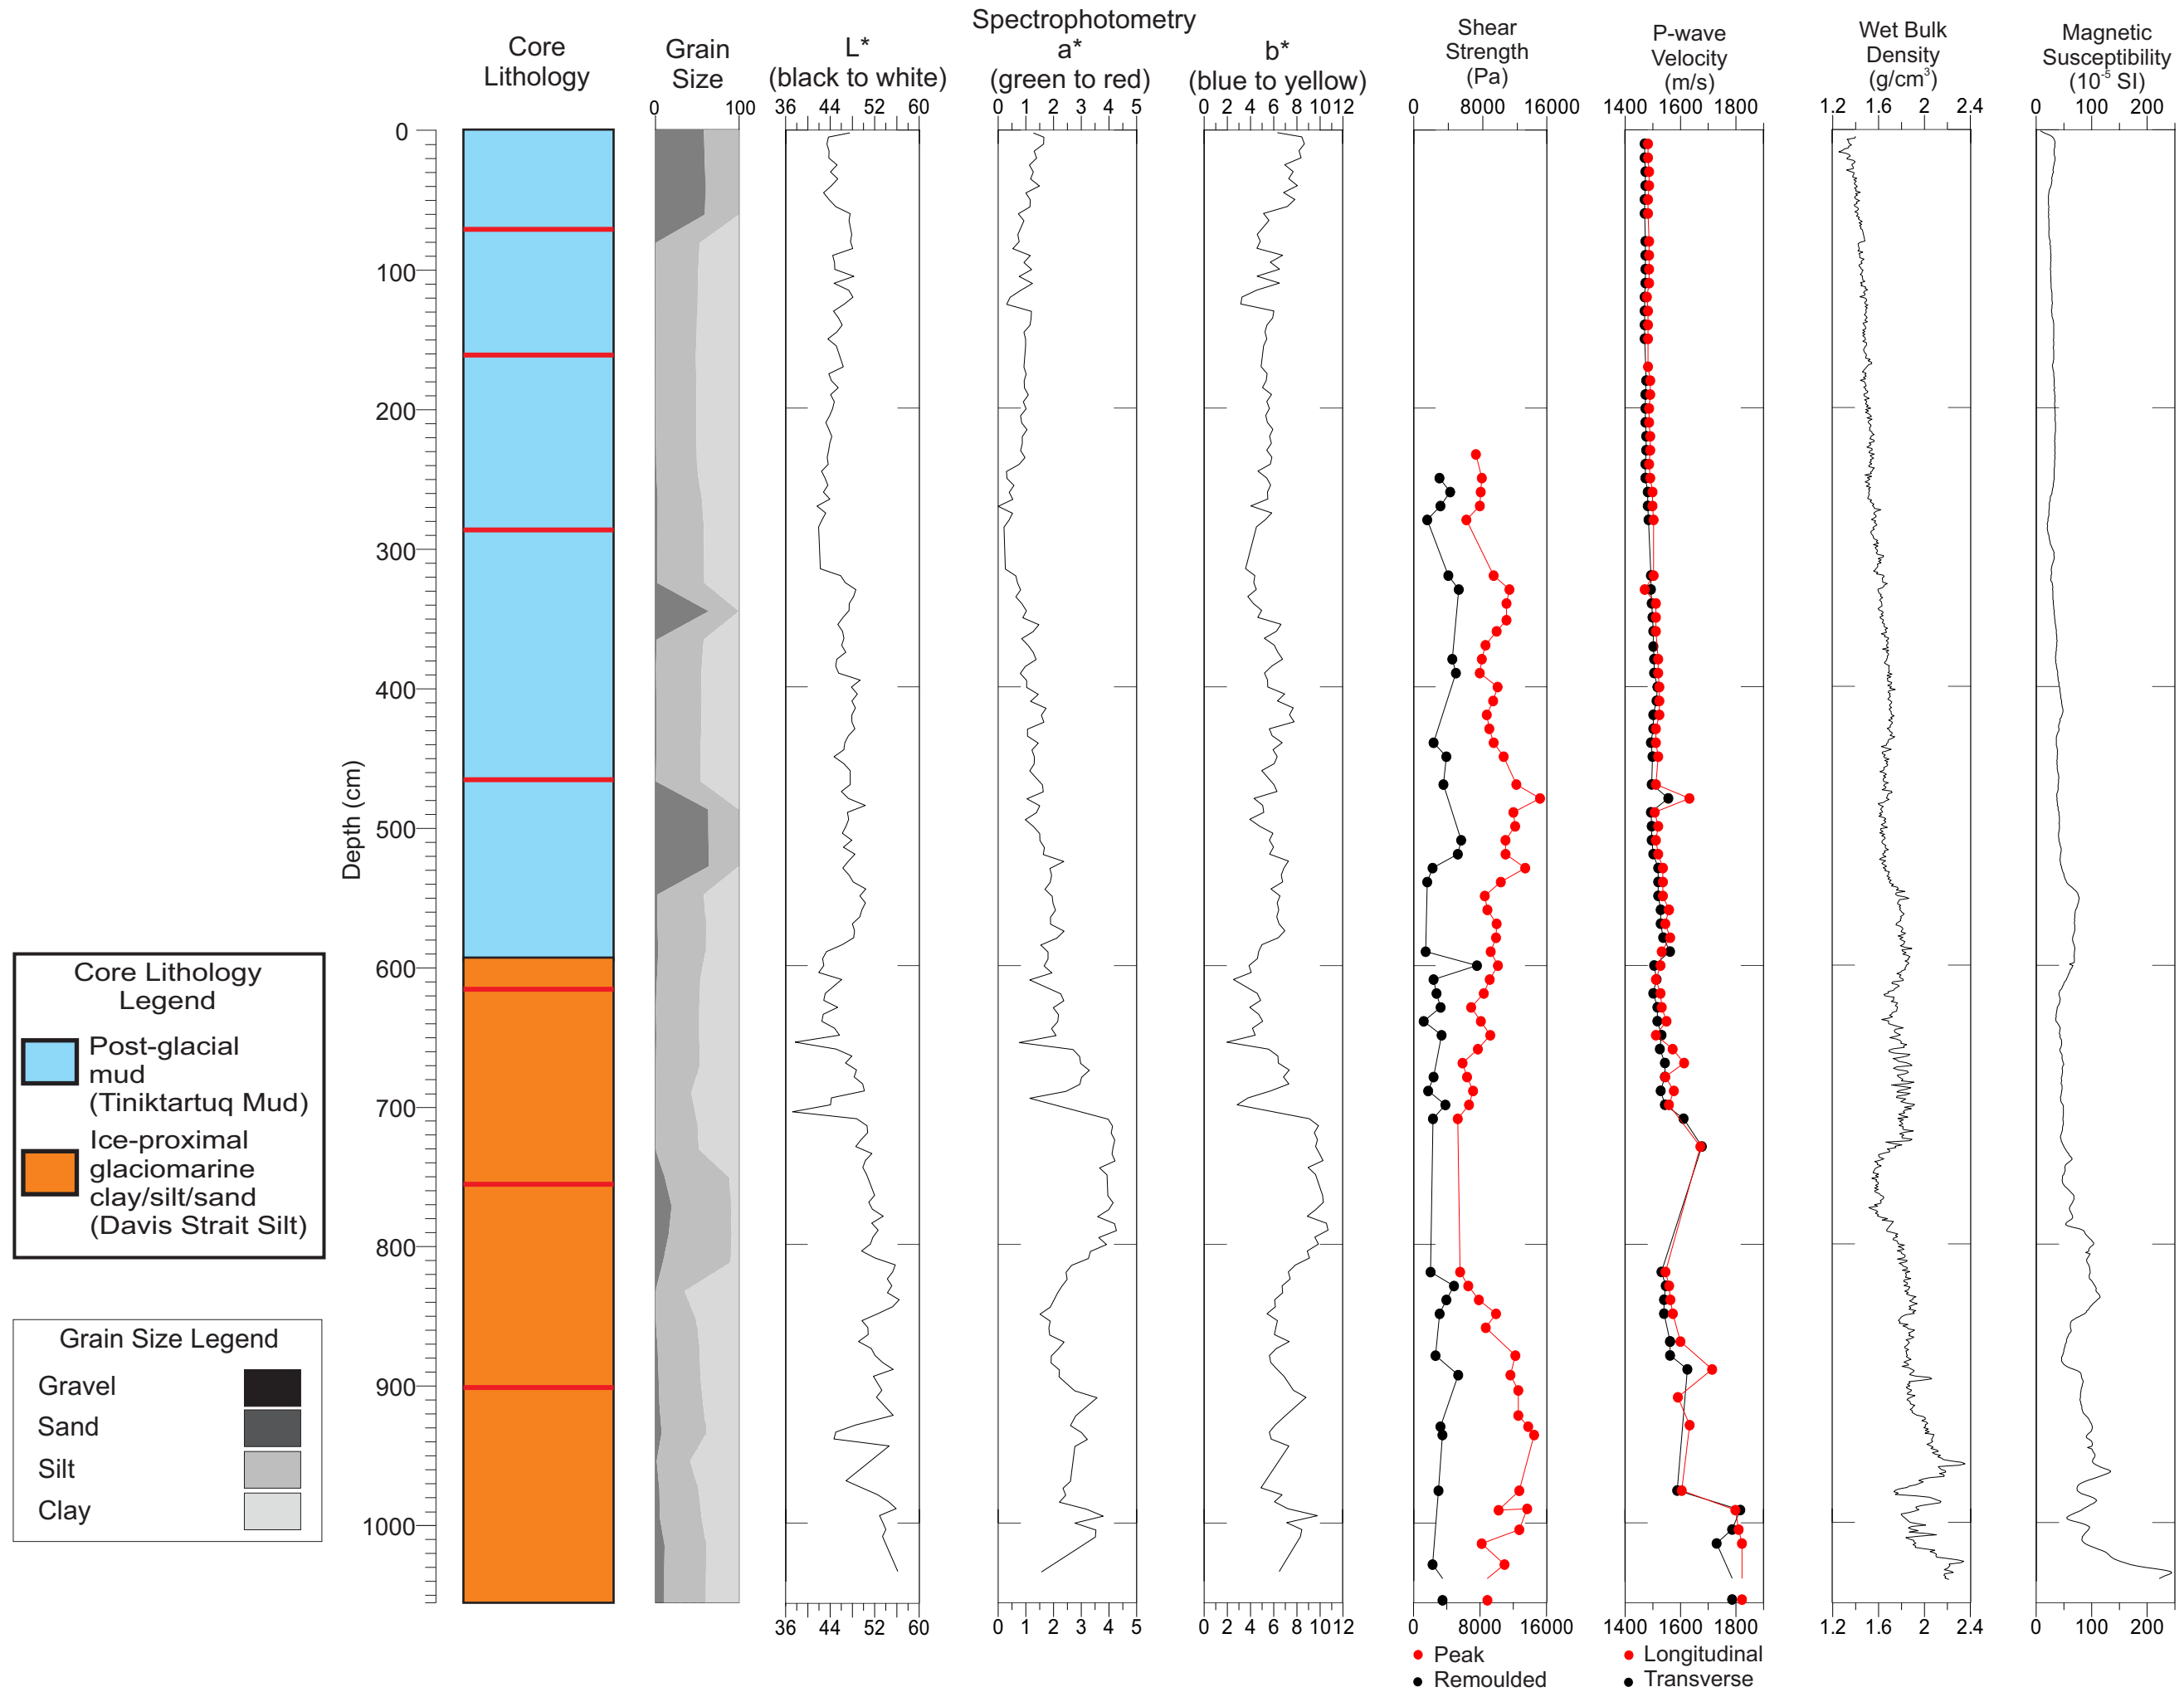 Core
Lithology
Grain
Size
0 100
Spectrophotometry
L*
(black to white)
36 44 52 60
a*
(green to red)
0 1 2 3 4 5
b*
(blue to yellow)
0 2 4 6 8 10 12
Shear
Strength
(Pa)
0 8000 16000
P-wave
Velocity
(m/s)
1400 1600 1800
Wet Bulk
Density
(g/cm³)
1.2 1.6 2 2.4
Magnetic
Susceptibility
(10⁻⁵ SI)
0 100 200
Depth (cm)
0
100
200
300
400
500
600
700
800
900
1000
Core Lithology
Legend
Post-glacial
mud
(Tiniktartuq Mud)
Ice-proximal
glaciomarine
clay/silt/sand
(Davis Strait Silt)
Grain Size Legend
Gravel
Sand
Silt
Clay
36 44 52 60
0 1 2 3 4 5
0 2 4 6 8 10 12
0 8000 16000
1400 1600 1800
1.2 1.6 2 2.4
0 100 200
Peak
Remoulded
Longitudinal
Transverse